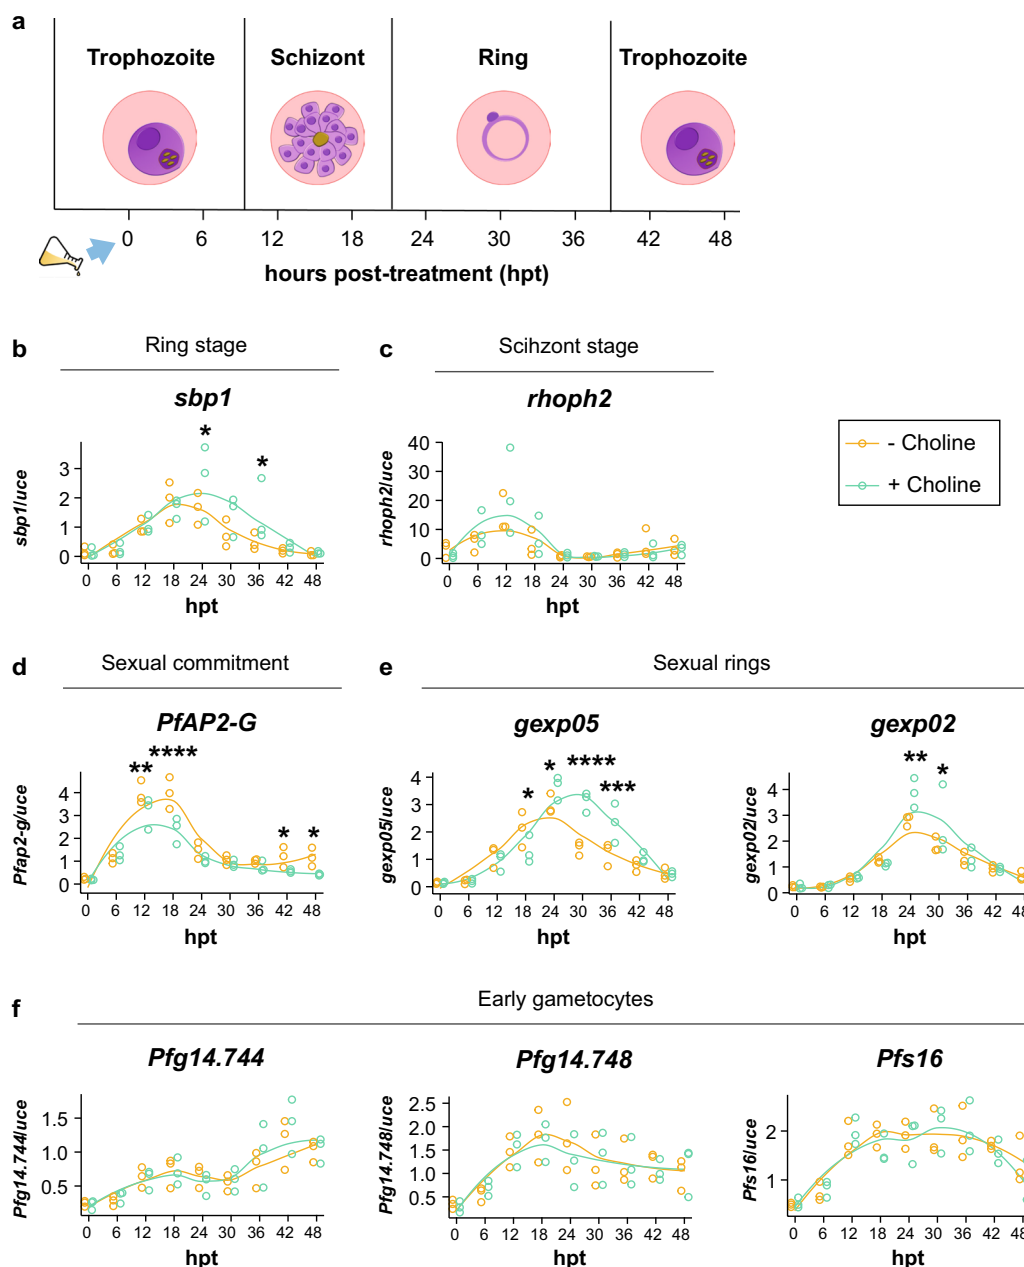 a
Trophozoite Schizont Ring Trophozoite
0 6 12 18 24 30 36 42 48
hours post-treatment (hpt)
b Ring stage
c Scihzont stage
sbp1
rhoph2
* *
sbp1/uce
3
2
1
0
0 6 12 18 24 30 36 42 48
hpt
rhoph2/uce
40
30
20
10
0
0 6 12 18 24 30 36 42 48
hpt
- Choline
+ Choline
d Sexual commitment
e Sexual rings
PfAP2-G
gexp05
gexp02
** **** * *
Pfap2-g/uce
4
3
2
1
0
0 6 12 18 24 30 36 42 48
hpt
* * **** ***
gexp05/uce
4
3
2
1
0
0 6 12 18 24 30 36 42 48
hpt
** *
gexp02/uce
4
3
2
1
0
0 6 12 18 24 30 36 42 48
hpt
f Early gametocytes
Pfg14.744
Pfg14.748
Pfs16
Pfg14.744/uce
1.5
1.0
0.5
0 6 12 18 24 30 36 42 48
hpt
Pfg14.748/uce
2.5
2.0
1.5
1.0
0.5
0 6 12 18 24 30 36 42 48
hpt
Pfs16/uce
2
1
0 6 12 18 24 30 36 42 48
hpt